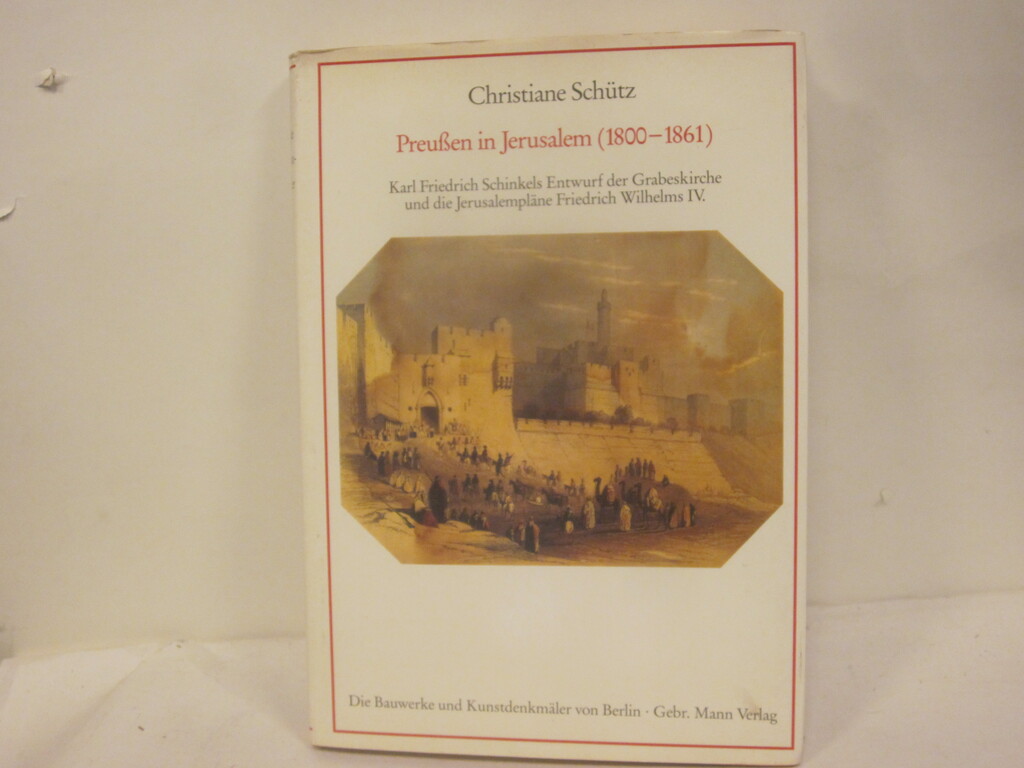 Christiane Schütz
Preußen in Jerusalem (1800–1861)
Karl Friedrich Schinkels Entwurf der Grabeskirche
und die Jerusalempläne Friedrich Wilhelms IV.
Die Bauwerke und Kunstdenkmäler von Berlin · Gebr. Mann Verlag